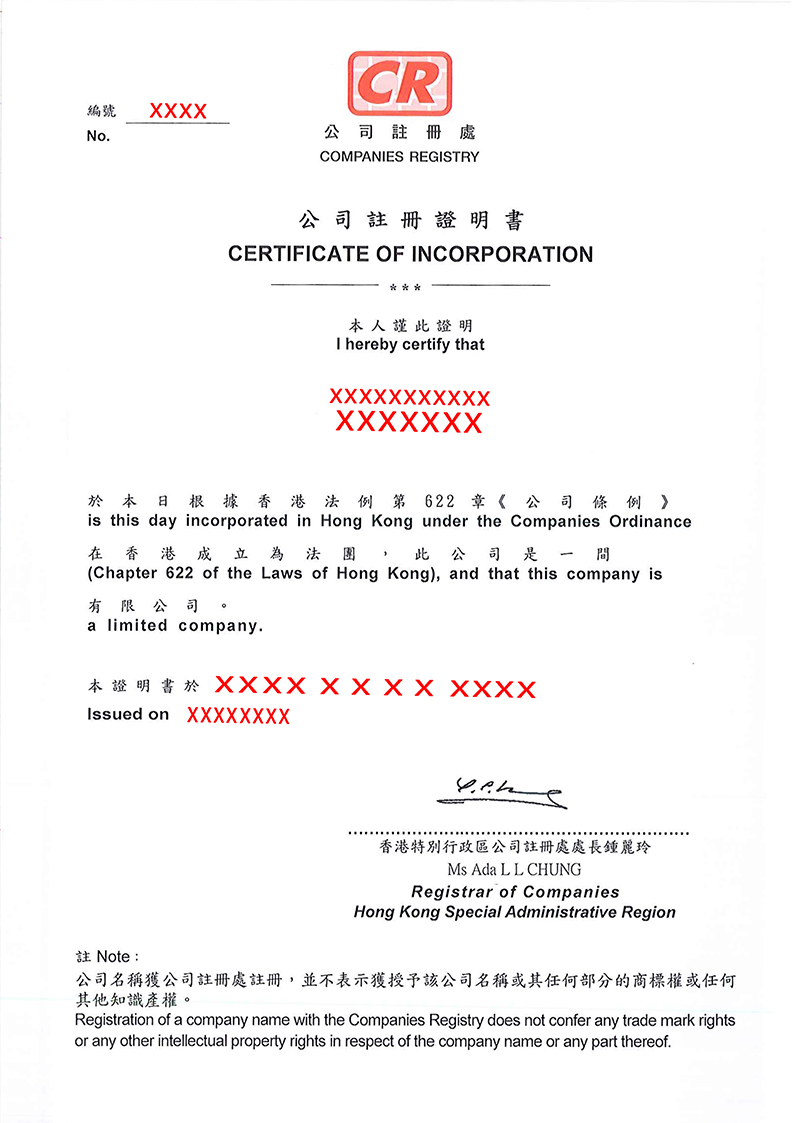 CR
編號 XXXX
No.
公司註冊處
COMPANIES REGISTRY
公司註冊證明書
CERTIFICATE OF INCORPORATION
***
本人謹此證明
I hereby certify that
XXXXXXXXXXX
XXXXXXX
於本日根據香港法例第622章《公司條例》
is this day incorporated in Hong Kong under the Companies Ordinance
在香港成立為法團，此公司是一間
(Chapter 622 of the Laws of Hong Kong), and that this company is
有限公司。
a limited company.
本證明書於 XXXX X X X X XXXX
Issued on XXXXXXXX
香港特別行政區公司註冊處處長鍾麗玲
Ms Ada L L CHUNG
Registrar of Companies
Hong Kong Special Administrative Region
註 Note :
公司名稱獲公司註冊處註冊，並不表示獲授予該公司名稱或其任何部分的商標權或任何
其他知識產權。
Registration of a company name with the Companies Registry does not confer any trade mark rights
or any other intellectual property rights in respect of the company name or any part thereof.